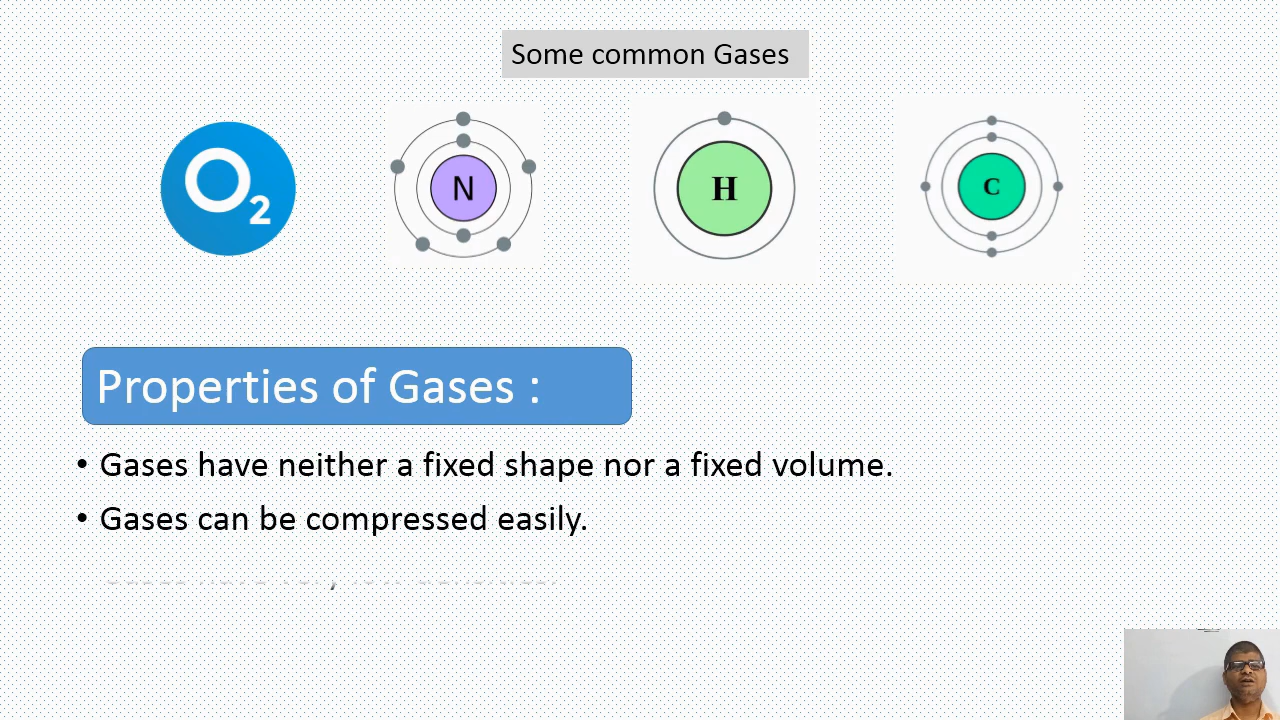 Some common Gases
O2 N H C
Properties of Gases :
• Gases have neither a fixed shape nor a fixed volume.
• Gases can be compressed easily.